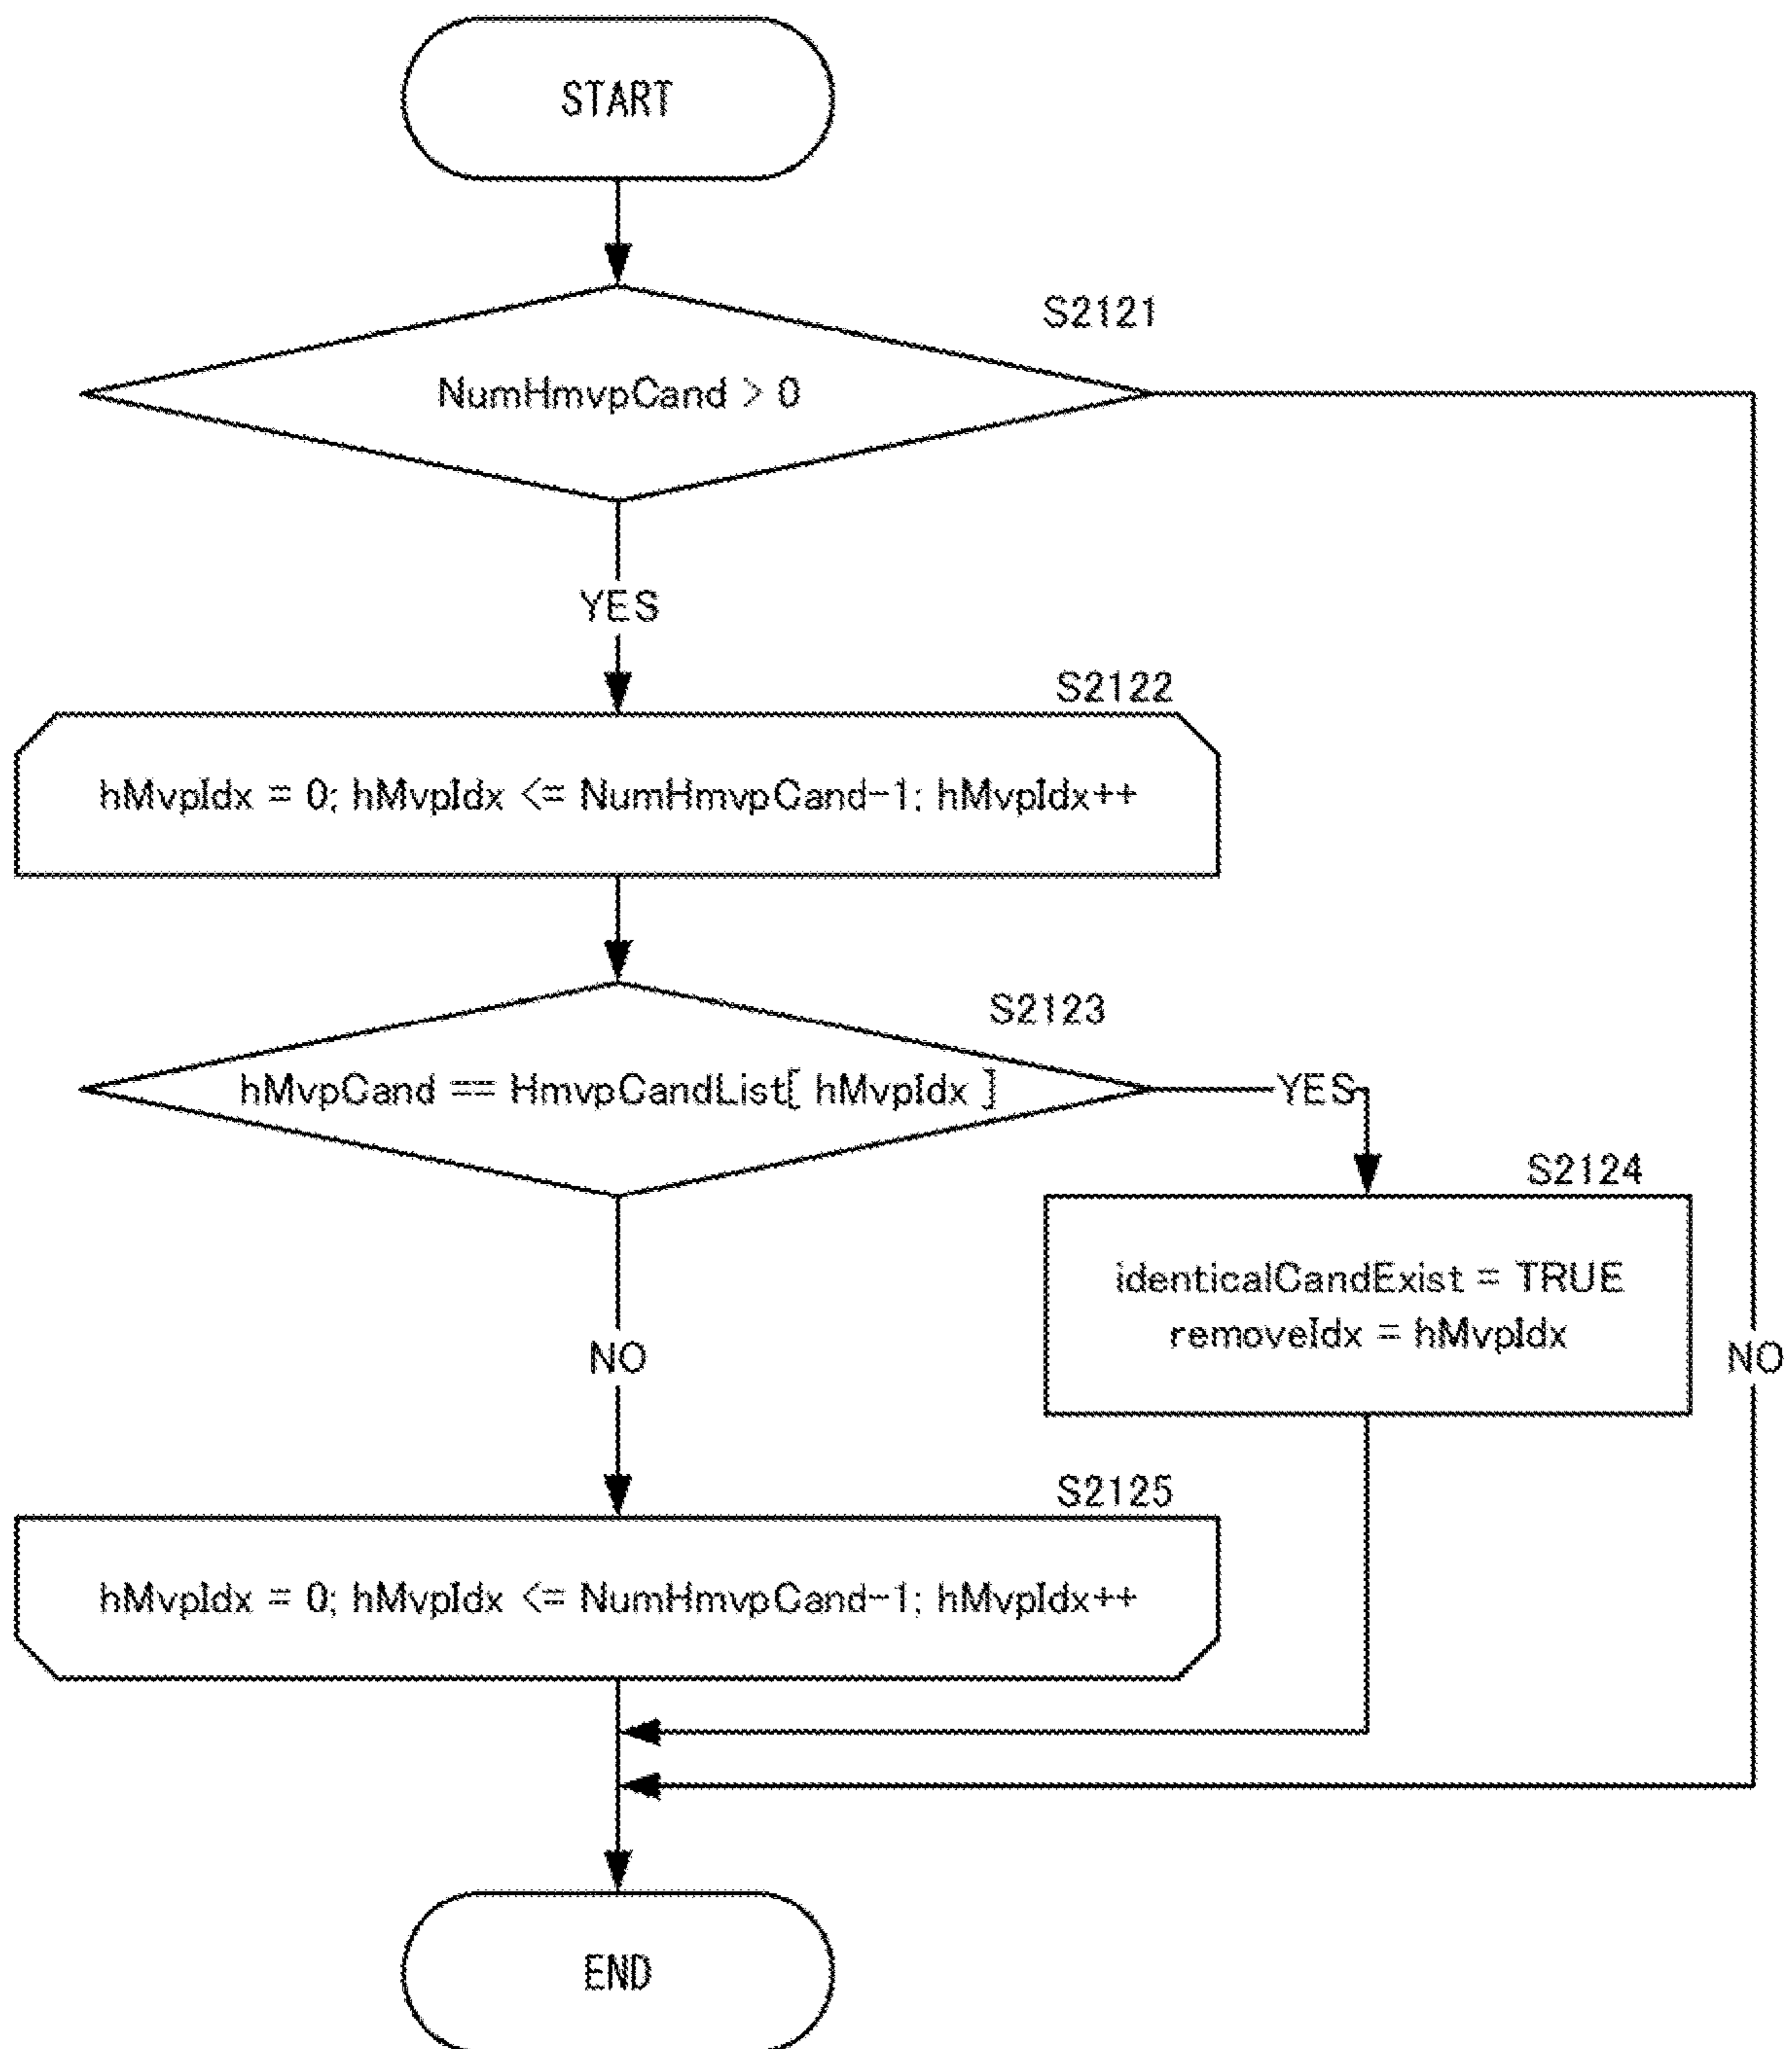 START
S2121
NumHmvpCand > 0
YES
S2122
hMvpIdx = 0; hMvpIdx <= NumHmvpCand-1; hMvpIdx++
S2123
hMvpCand == HmvpCandList[ hMvpIdx ]
YES
S2124
identicalCandExist = TRUE
removeIdx = hMvpIdx
NO
NO
S2125
hMvpIdx = 0; hMvpIdx <= NumHmvpCand-1; hMvpIdx++
END